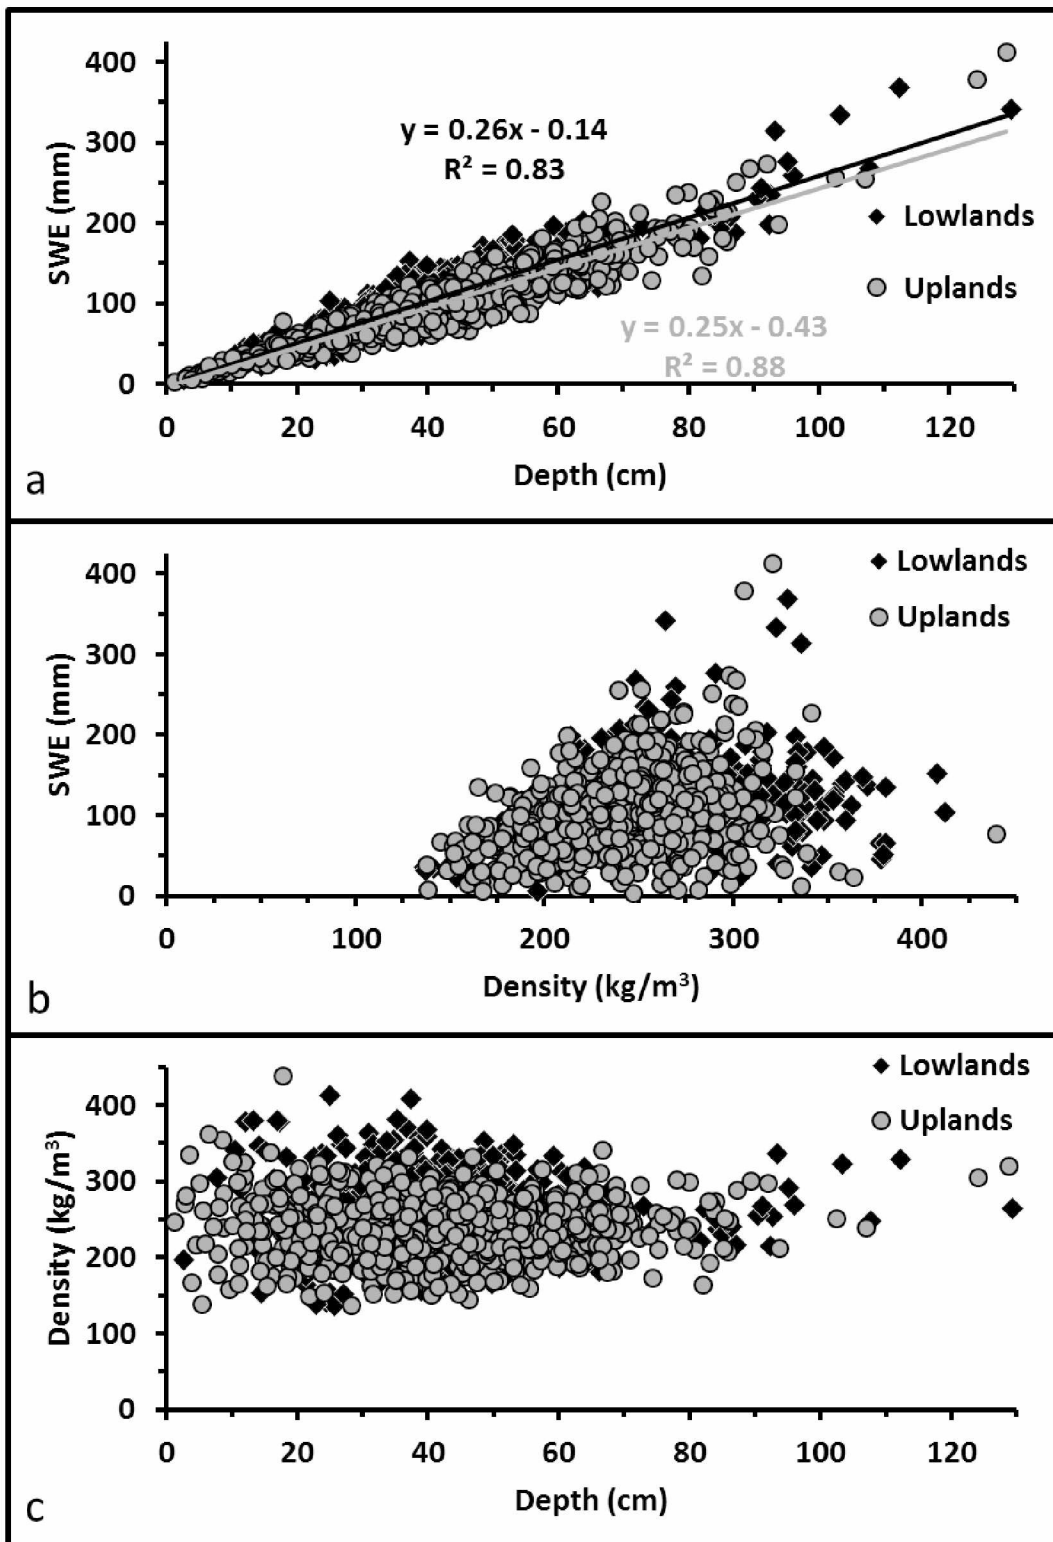 400
300
200
100
0
SWE (mm)
y = 0.26x - 0.14
R² = 0.83
Lowlands
Uplands
y = 0.25x - 0.43
R² = 0.88
0 20 40 60 80 100 120
Depth (cm)
a
Lowlands
Uplands
400
300
200
100
0
SWE (mm)
0 100 200 300 400
Density (kg/m³)
b
Lowlands
Uplands
400
300
200
100
0
Density (kg/m³)
0 20 40 60 80 100 120
Depth (cm)
c